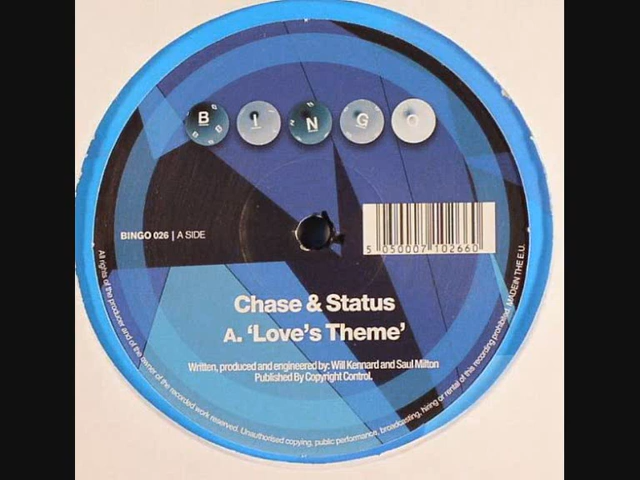 BINGO
BINGO 026 | A SIDE
5 050007 102660
Chase & Status
A. ‘Love's Theme’
Written, produced and engineered by: Will Kennard and Saul Milton
Published By Copyright Control.
All rights of the producer and of the owner of the recorded work reserved. Unauthorised copying, public performance, broadcasting, hiring or rental of this recording prohibited. MADE IN THE E.U.